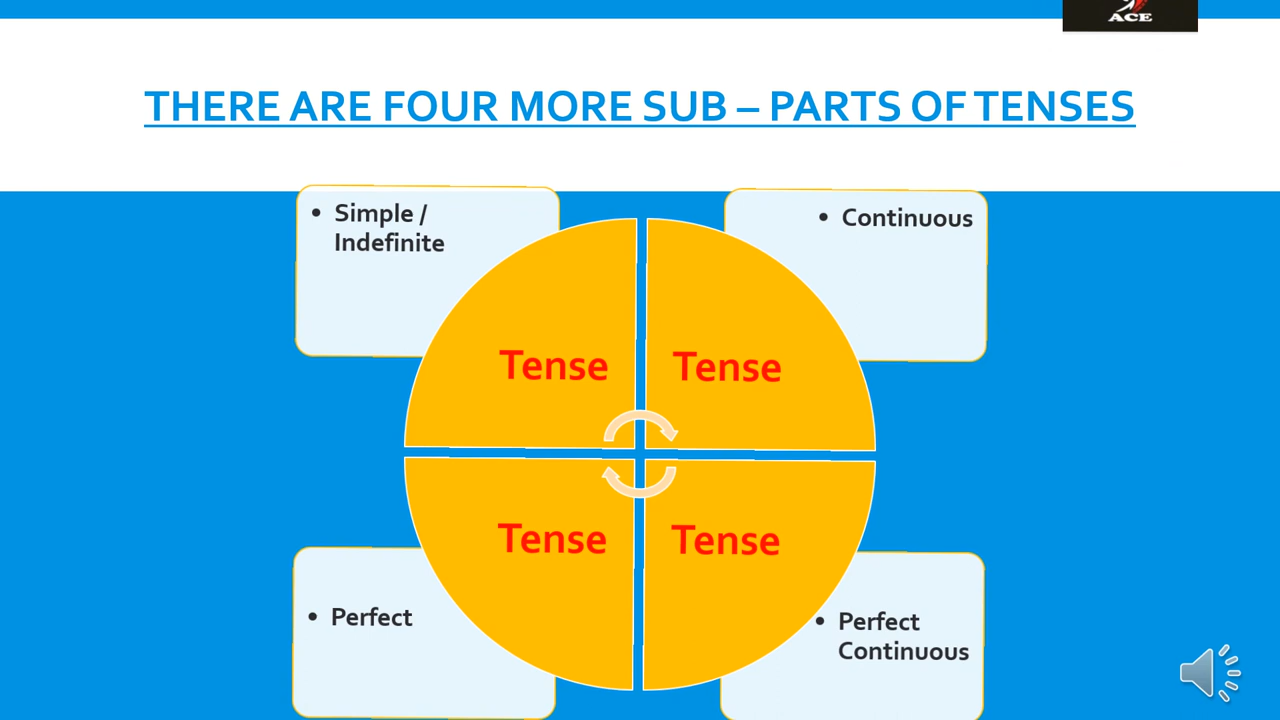 ACE
THERE ARE FOUR MORE SUB – PARTS OF TENSES
• Simple /
Indefinite
• Continuous
Tense
Tense
Tense
Tense
• Perfect
• Perfect
Continuous